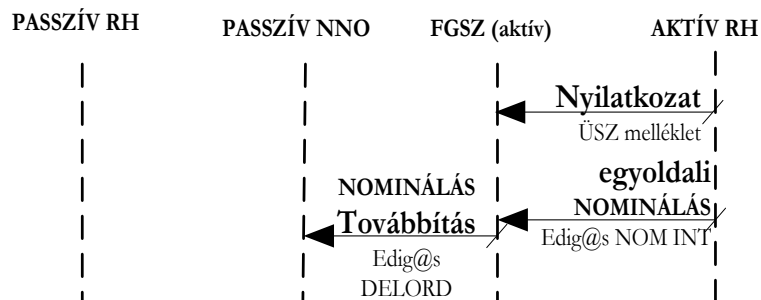 PASSZÍV RH
PASSZÍV NNO
FGSZ (aktív)
AKTÍV RH
Nyilatkozat
ÜSZ melléklet
egyoldali
NOMINÁLÁS
Edig@s NOM INT
NOMINÁLÁS
Továbbítás
Edig@s
DELORD